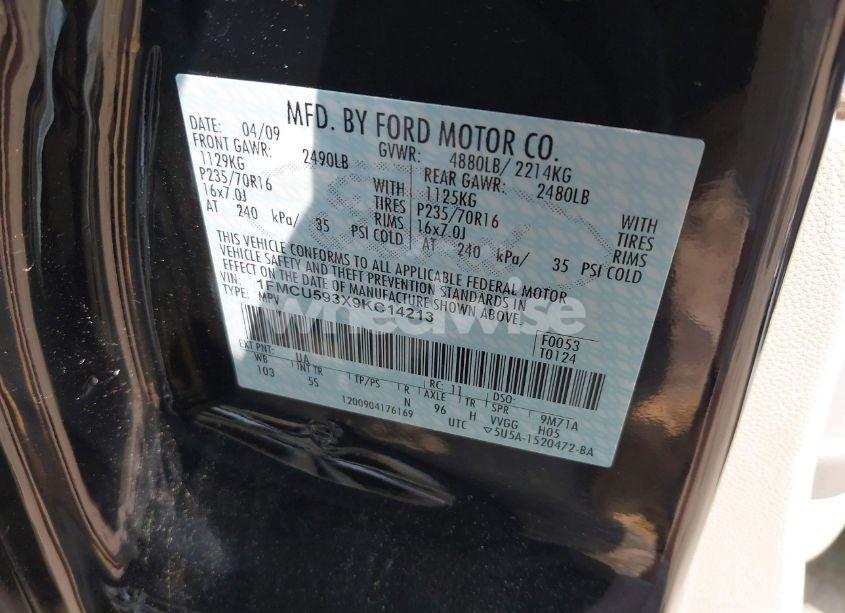 MFD. BY FORD MOTOR CO.
DATE: 04/09 GVWR: 4880LB/ 2214KG
FRONT GAWR: 2490LB REAR GAWR: 2480LB
1129KG WITH 1125KG WITH
P235/70R16 TIRES P235/70R16 TIRES
16x7.0J RIMS 16x7.0J RIMS
AT 240 kPa/ 35 PSI COLD AT 240 kPa/ 35 PSI COLD
THIS VEHICLE CONFORMS TO ALL APPLICABLE FEDERAL MOTOR
VEHICLE SAFETY AND THEFT PREVENTION STANDARDS IN
EFFECT ON THE DATE OF MANUFACTURE SHOWN ABOVE.
VIN: 1FMCU593X9KC14213
TYPE: MPV
wheelwise
F0053
T0124
EXT PNT: UA RC: 11 DSO:
WB INT TR TP/PS R AXLE TR SPR 9M71A
103 5S N 96 H VVGG H05
1200904176169 UTC ▽5U5A-1520472-BA